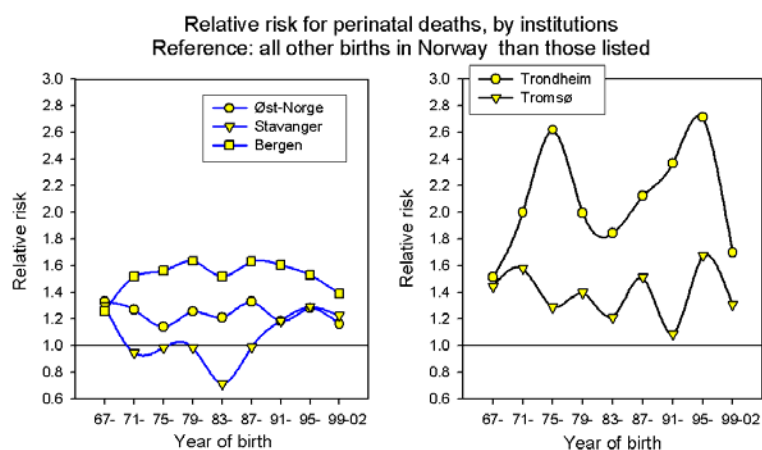 Relative risk for perinatal deaths, by institutions
Reference: all other births in Norway than those listed
3.0
2.8
2.6
2.4
2.2
2.0
1.8
1.6
1.4
1.2
1.0
0.8
0.6
Relative risk
Øst-Norge
Stavanger
Bergen
67- 71- 75- 79- 83- 87- 91- 95- 99-02
Year of birth
3.0
2.8
2.6
2.4
2.2
2.0
1.8
1.6
1.4
1.2
1.0
0.8
0.6
Relative risk
Trondheim
Tromsø
67- 71- 75- 79- 83- 87- 91- 95- 99-02
Year of birth